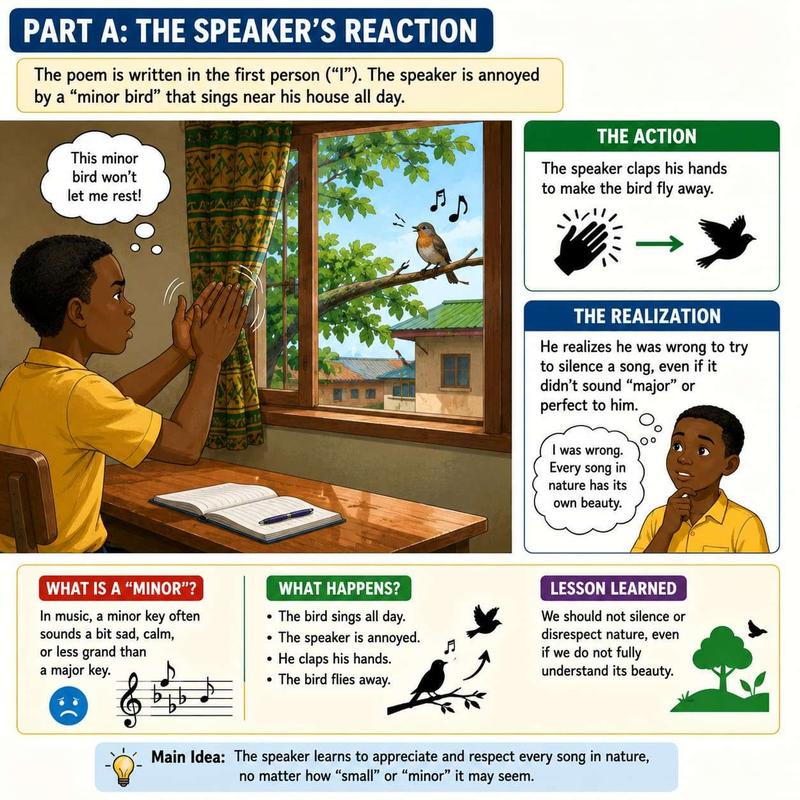 PART A: THE SPEAKER'S REACTION
The poem is written in the first person (“I”). The speaker is annoyed
by a “minor bird” that sings near his house all day.
This minor
bird won’t
let me rest!
THE ACTION
The speaker claps his hands
to make the bird fly away.
THE REALIZATION
He realizes he was wrong to try
to silence a song, even if it
didn’t sound “major” or
perfect to him.
I was wrong.
Every song in
nature has its
own beauty.
WHAT IS A “MINOR”?
In music, a minor key often
sounds a bit sad, calm,
or less grand than
a major key.
WHAT HAPPENS?
• The bird sings all day.
• The speaker is annoyed.
• He claps his hands.
• The bird flies away.
LESSON LEARNED
We should not silence or
disrespect nature, even
if we do not fully
understand its beauty.
Main Idea: The speaker learns to appreciate and respect every song in nature,
no matter how “small” or “minor” it may seem.